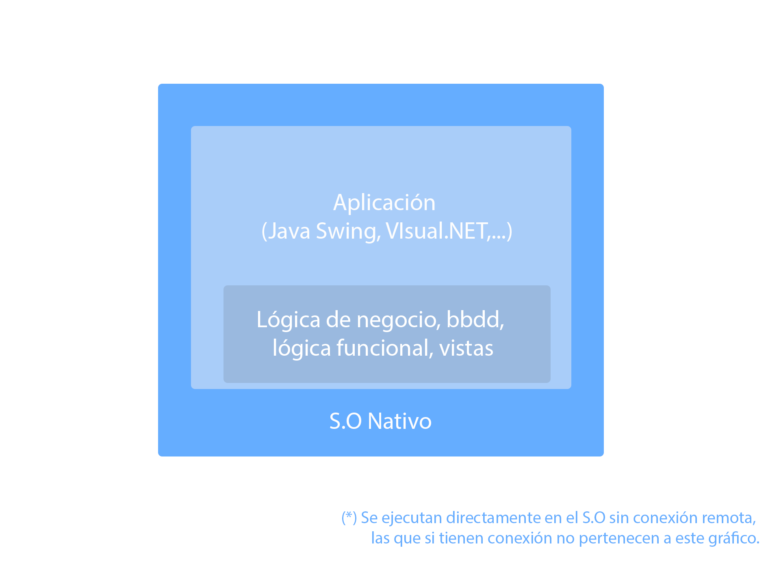 Aplicación
(Java Swing, VIsual.NET,...)
Lógica de negocio, bbdd,
lógica funcional, vistas
S.O Nativo
(*) Se ejecutan directamente en el S.O sin conexión remota,
las que si tienen conexión no pertenecen a este gráfico.